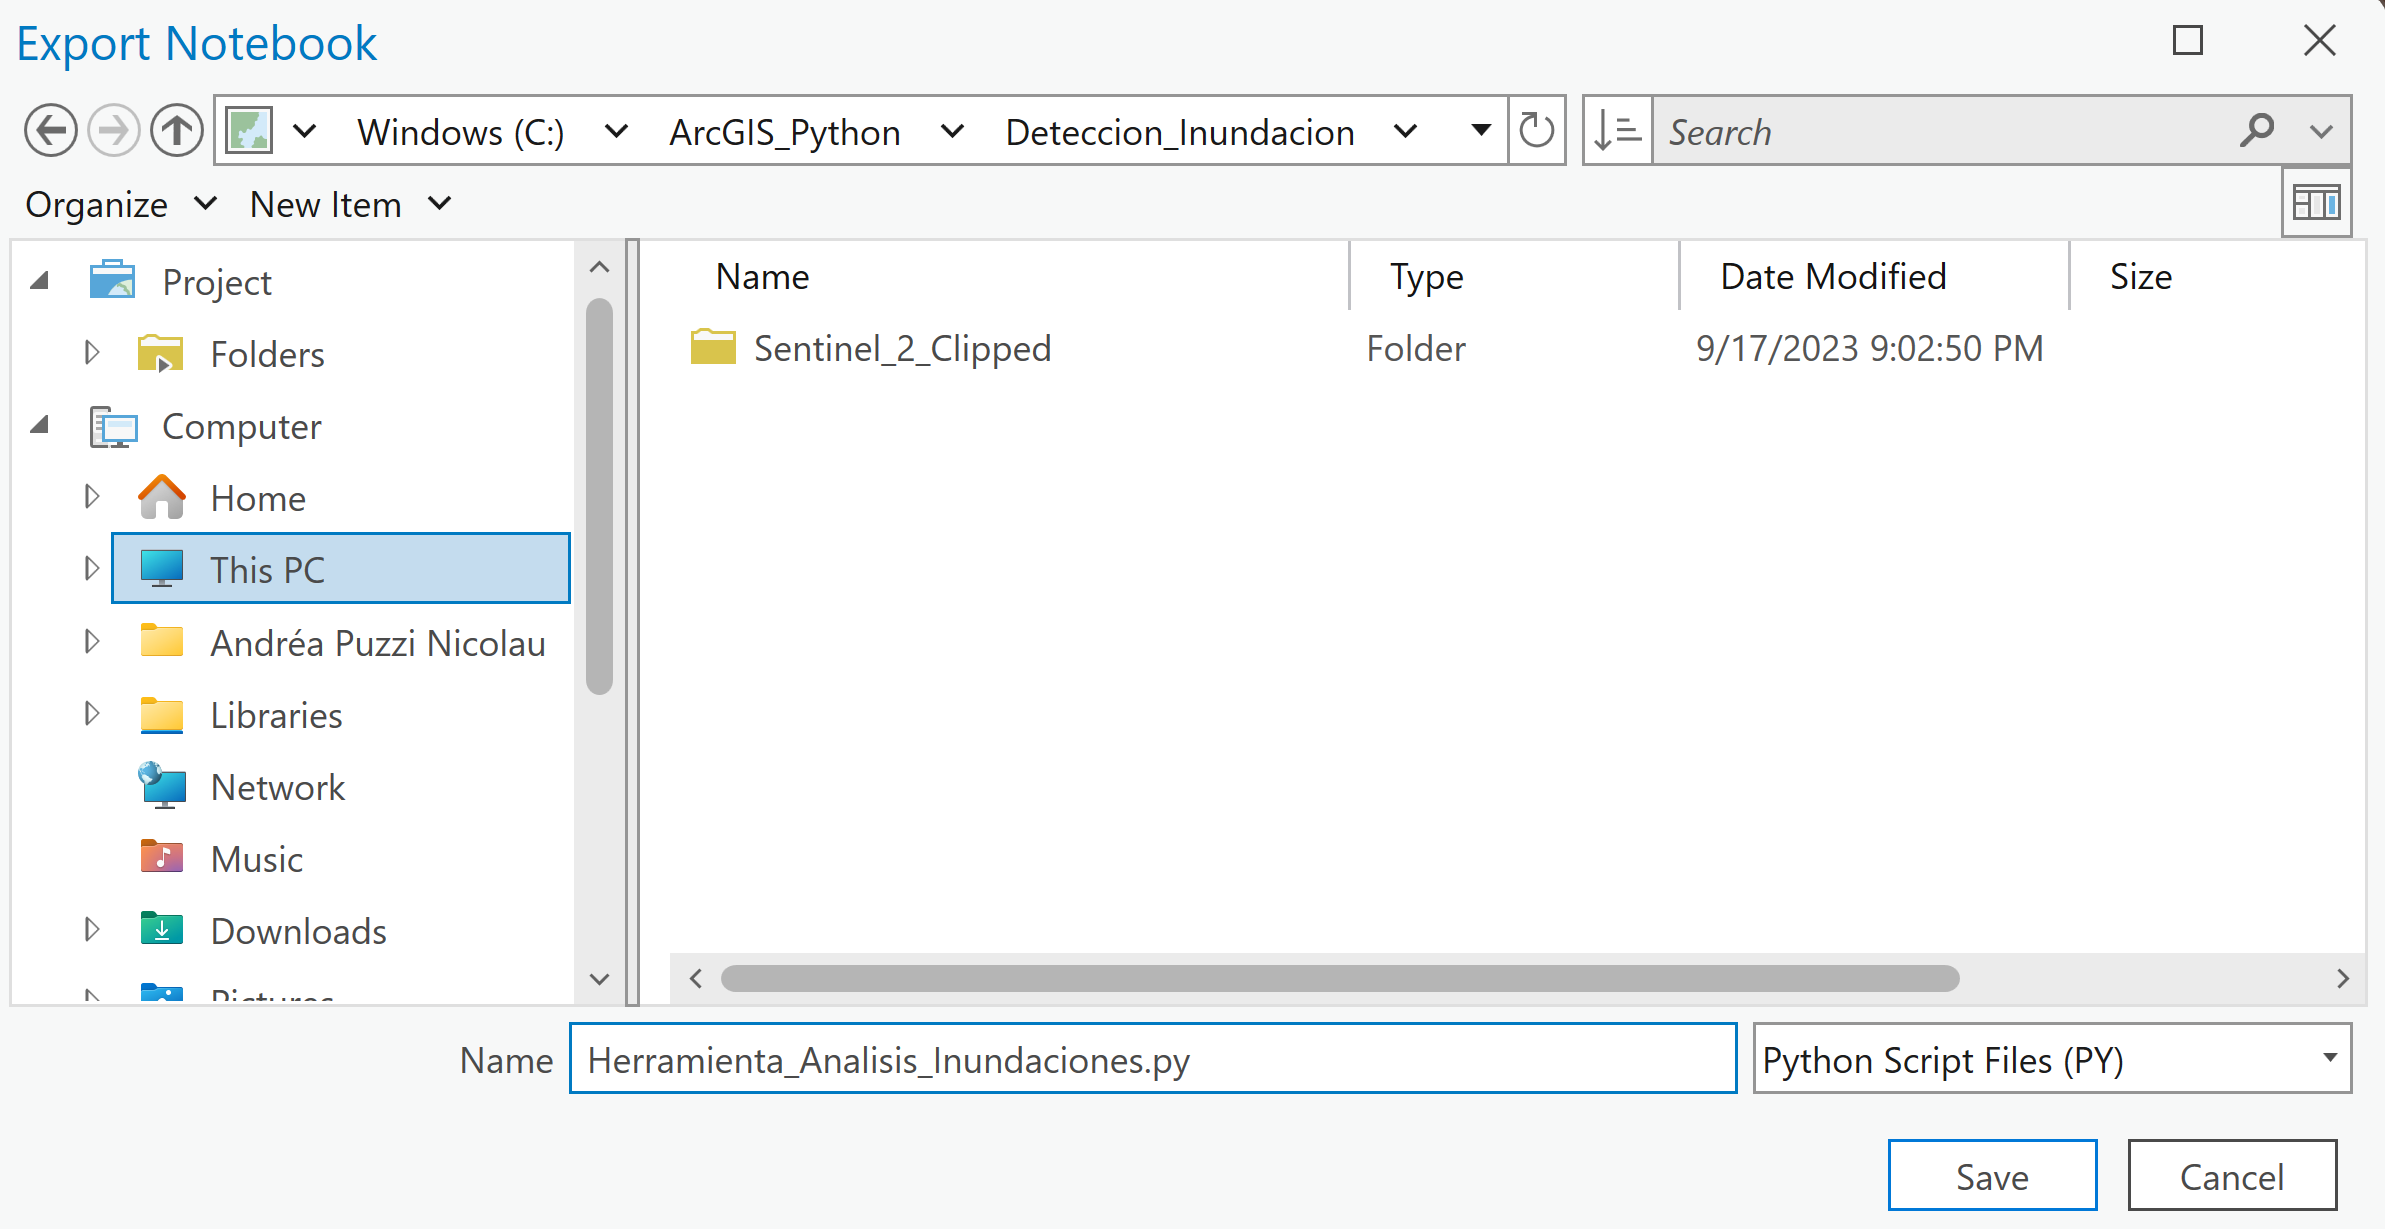 Export Notebook
Windows (C:) ArcGIS_Python Deteccion_Inundacion Search
Organize New Item
Name Type Date Modified Size
Sentinel_2_Clipped Folder 9/17/2023 9:02:50 PM
Project
Folders
Computer
Home
This PC
Andréa Puzzi Nicolau
Libraries
Network
Music
Downloads
Pictures
Name Herramienta_Analisis_Inundaciones.py Python Script Files (PY)
Save Cancel